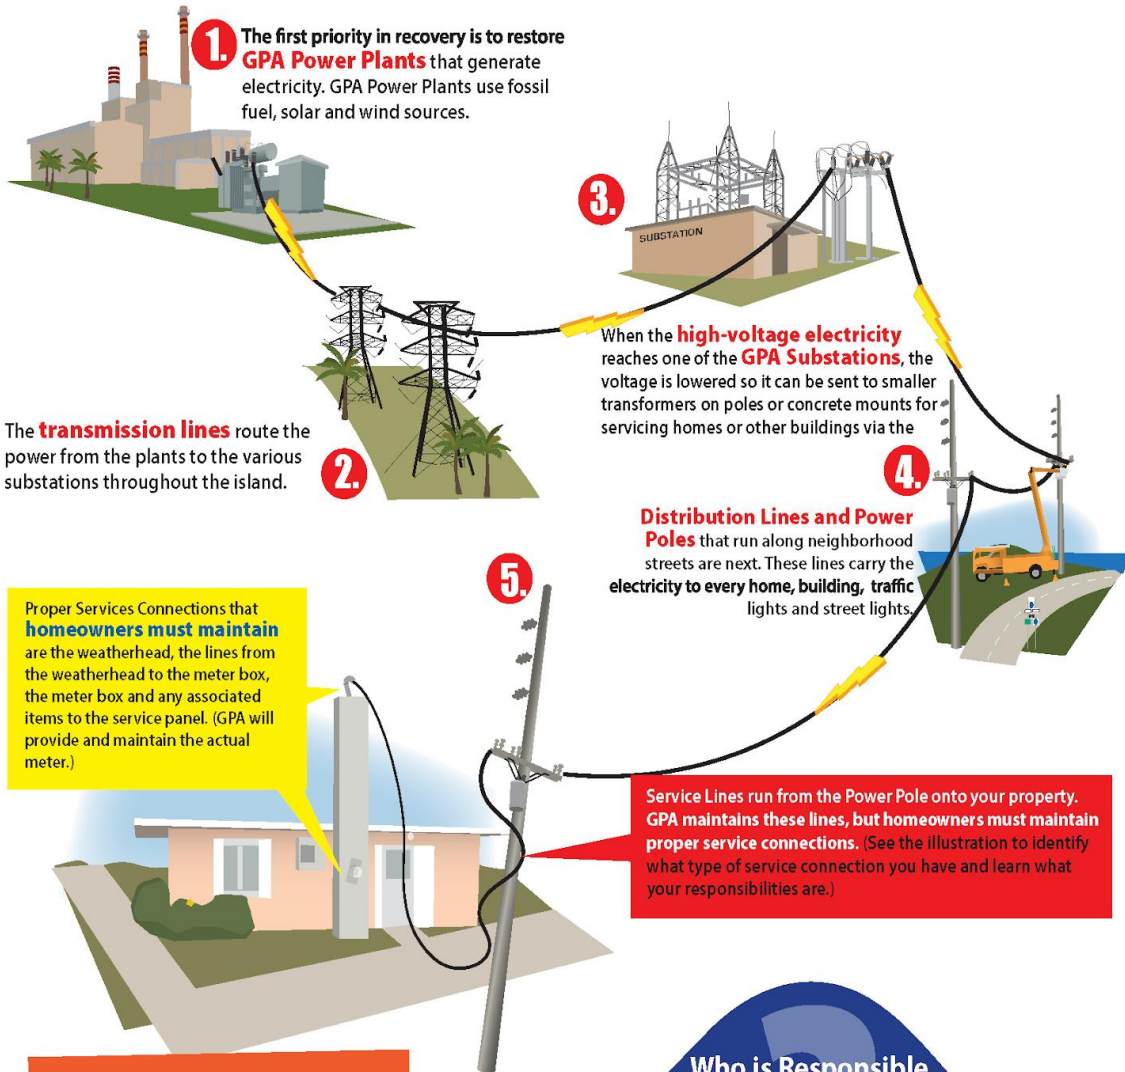 1.
The first priority in recovery is to restore
GPA Power Plants that generate
electricity. GPA Power Plants use fossil
fuel, solar and wind sources.
The transmission lines route the
power from the plants to the various
substations throughout the island.
2.
3.
SUBSTATION
When the high-voltage electricity
reaches one of the GPA Substations, the
voltage is lowered so it can be sent to smaller
transformers on poles or concrete mounts for
servicing homes or other buildings via the
4.
Distribution Lines and Power
Poles that run along neighborhood
streets are next. These lines carry the
electricity to every home, building, traffic
lights and street lights.
5.
Proper Services Connections that
homeowners must maintain
are the weatherhead, the lines from
the weatherhead to the meter box,
the meter box and any associated
items to the service panel. (GPA will
provide and maintain the actual
meter.)
Service Lines run from the Power Pole onto your property.
GPA maintains these lines, but homeowners must maintain
proper service connections. (See the illustration to identify
what type of service connection you have and learn what
your responsibilities are.)
Who is Responsible